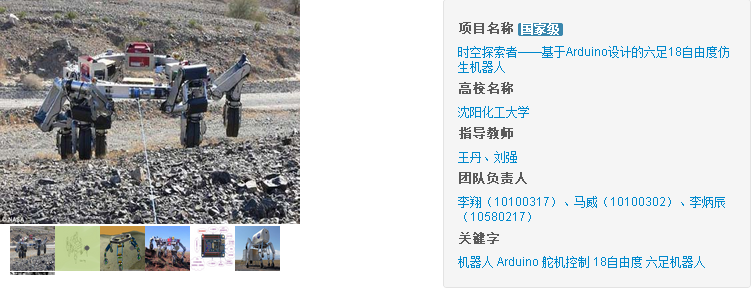 项目名称 国家级
时空探索者——基于Arduino设计的六足18自由度仿
生机器人
高校名称
沈阳化工大学
指导教师
王丹、刘强
团队负责人
李翔（10100317）、马威（10100302）、李炳辰
（10580217）
关键字
机器人 Arduino 舵机控制 18自由度 六足机器人
©NASA